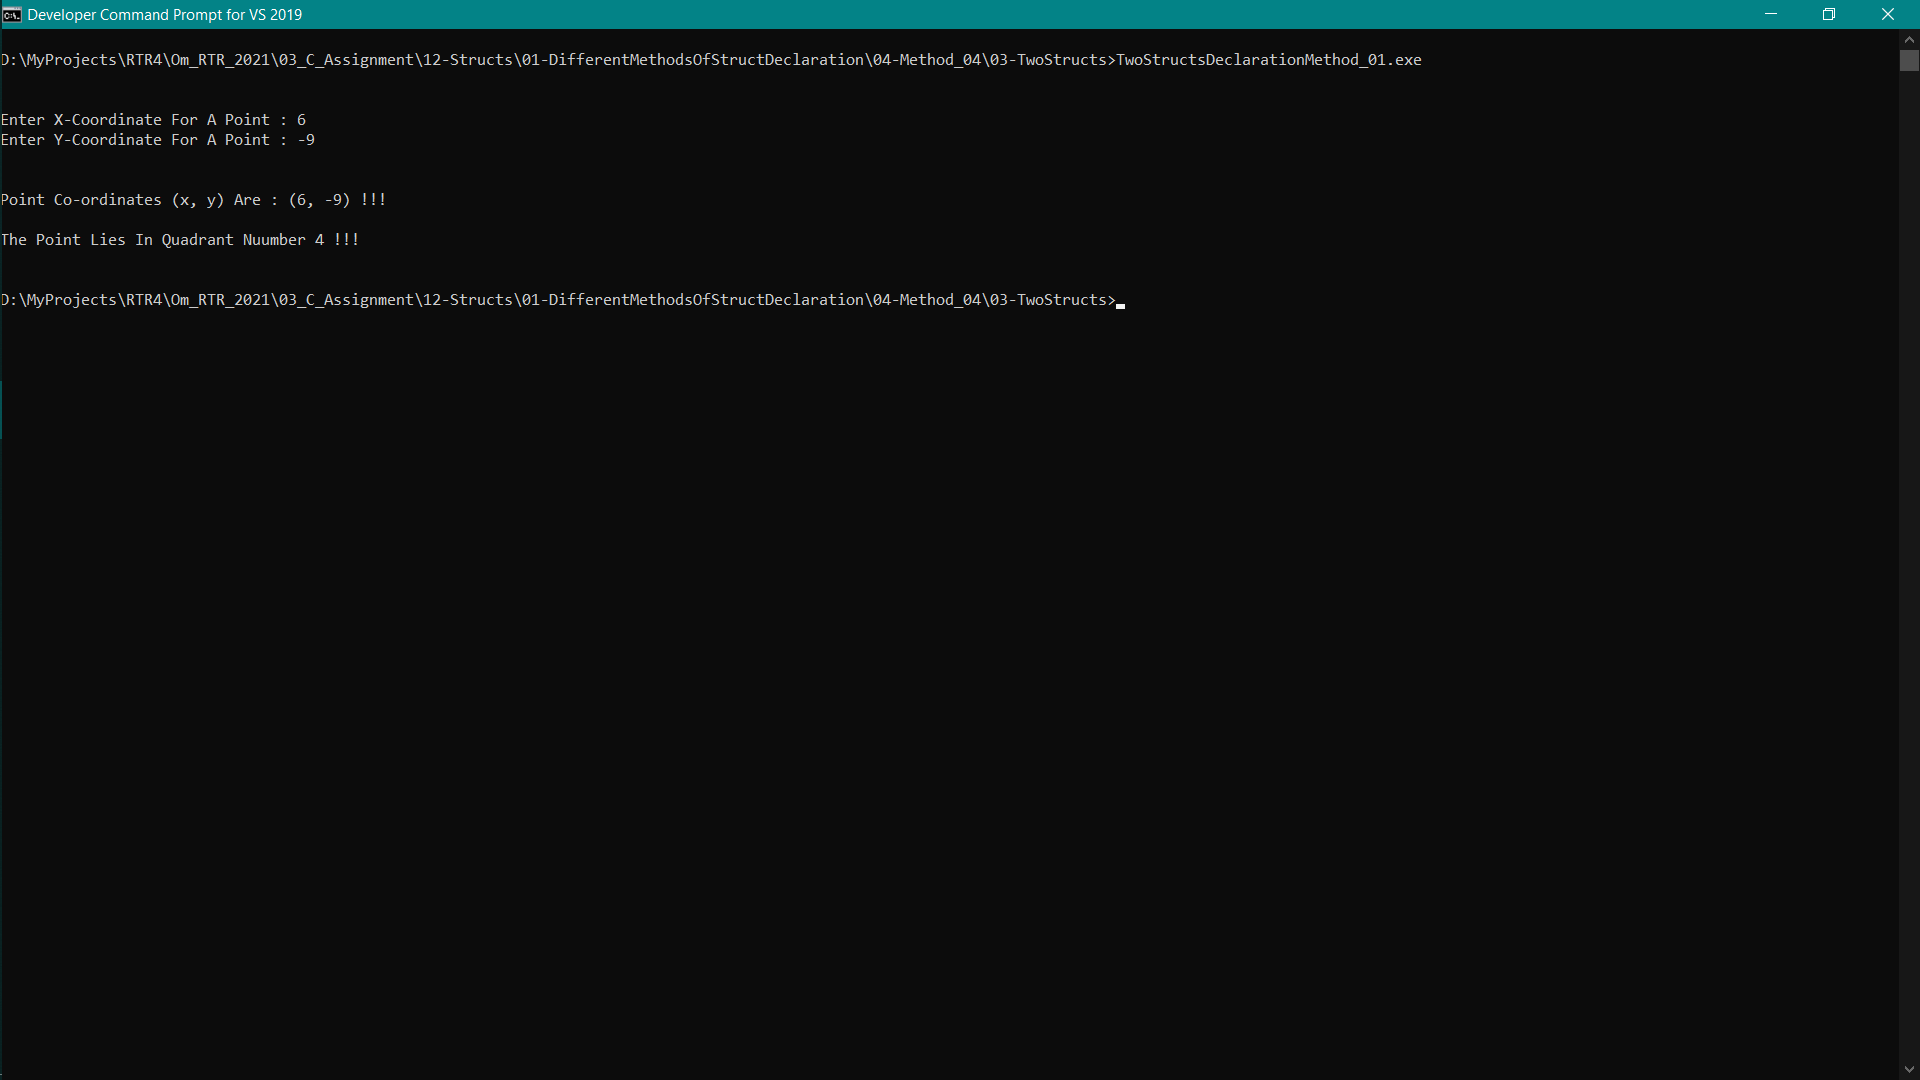 Developer Command Prompt for VS 2019
D:\MyProjects\RTR4\Om_RTR_2021\03_C_Assignment\12-Structs\01-DifferentMethodsOfStructDeclaration\04-Method_04\03-TwoStructs>TwoStructsDeclarationMethod_01.exe
Enter X-Coordinate For A Point : 6
Enter Y-Coordinate For A Point : -9
Point Co-ordinates (x, y) Are : (6, -9) !!!
The Point Lies In Quadrant Nuumber 4 !!!
D:\MyProjects\RTR4\Om_RTR_2021\03_C_Assignment\12-Structs\01-DifferentMethodsOfStructDeclaration\04-Method_04\03-TwoStructs>